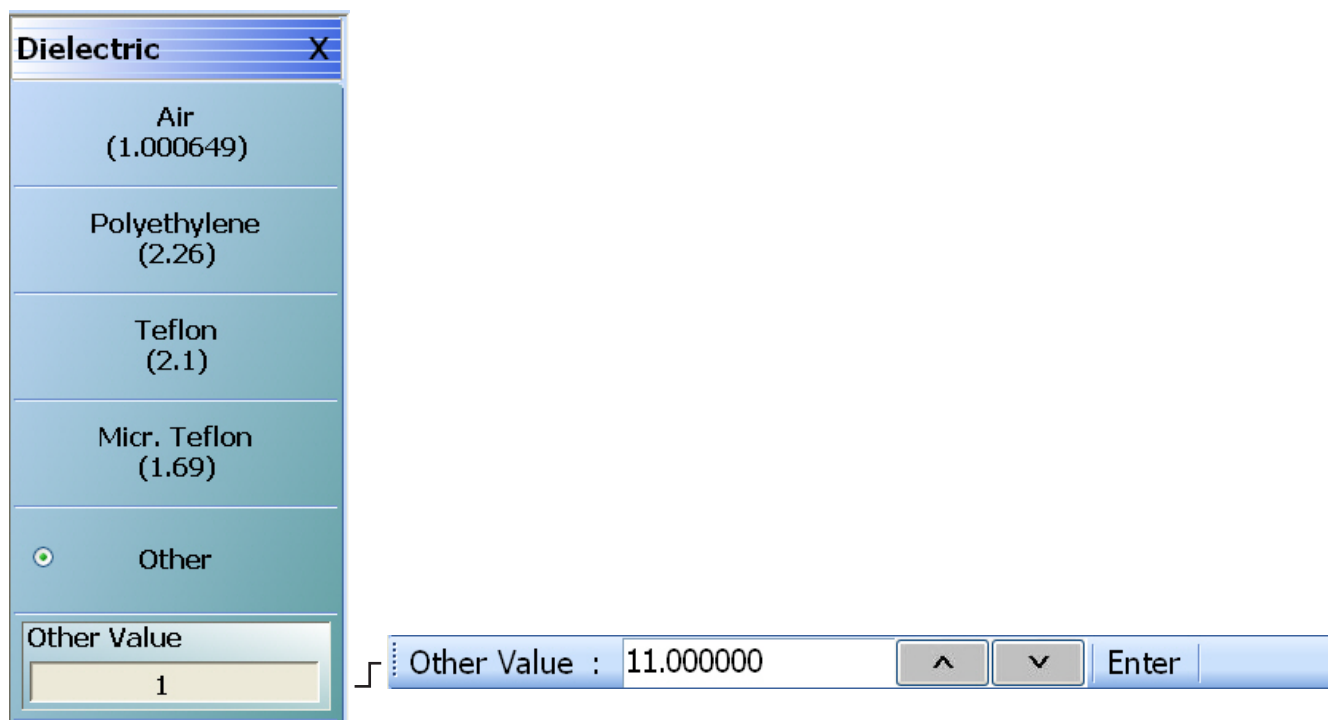 Dielectric X
Air
(1.000649)
Polyethylene
(2.26)
Teflon
(2.1)
Micr. Teflon
(1.69)
Other
Other Value
1
Other Value : 11.000000 Enter